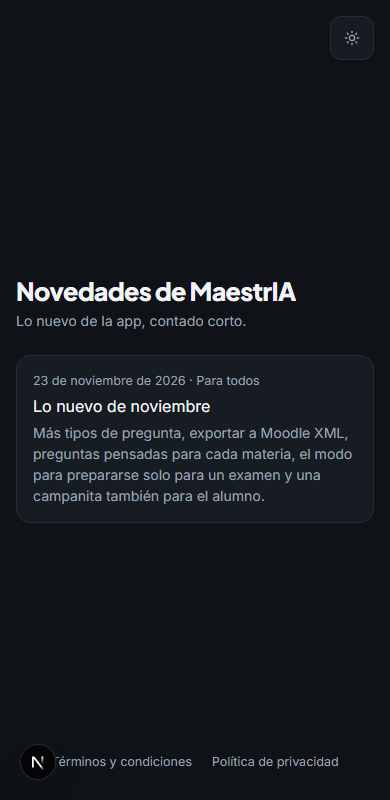 Novedades de MaestrIA
Lo nuevo de la app, contado corto.
23 de noviembre de 2026 · Para todos
Lo nuevo de noviembre
Más tipos de pregunta, exportar a Moodle XML,
preguntas pensadas para cada materia, el modo
para prepararse solo para un examen y una
campanita también para el alumno.
N Términos y condiciones Política de privacidad